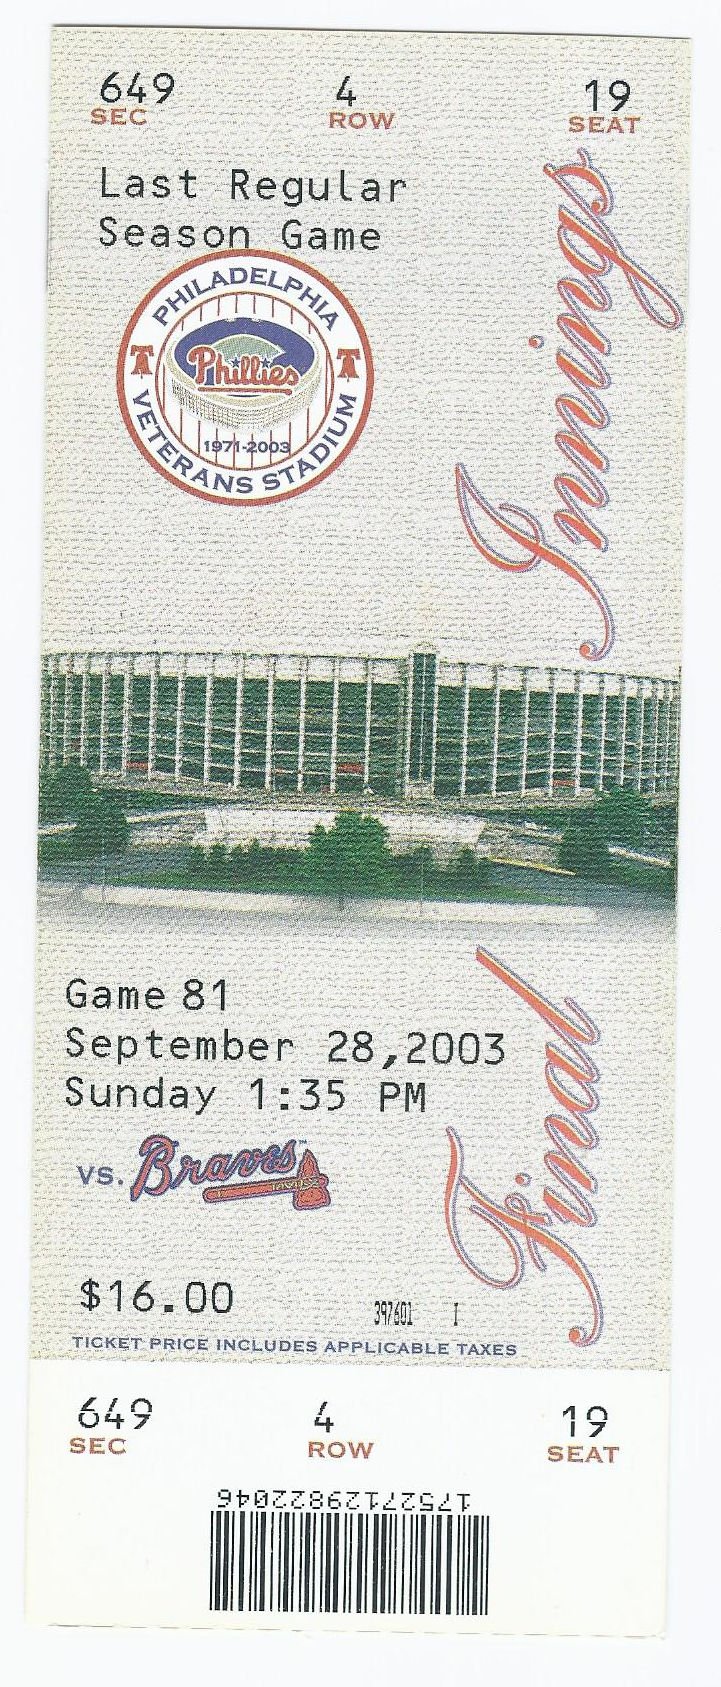 649 4 19
SEC ROW SEAT
Last Regular
Season Game
PHILADELPHIA
Phillies
1971-2003
VETERANS STADIUM
Final Innings
Game 81
September 28,2003
Sunday 1:35 PM
vs. Braves
$16.00
397601 I
TICKET PRICE INCLUDES APPLICABLE TAXES
649 4 19
SEC ROW SEAT
17527129822046